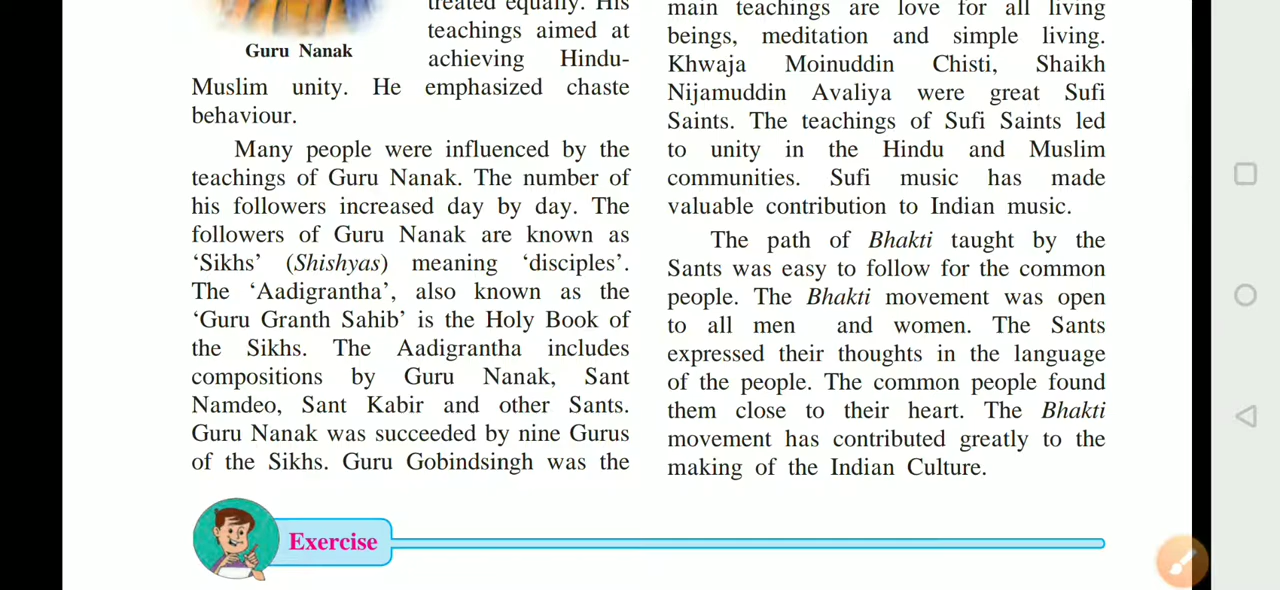 treated equally. His
teachings aimed at
Guru Nanak
achieving Hindu-
Muslim unity. He emphasized chaste
behaviour.
Many people were influenced by the
teachings of Guru Nanak. The number of
his followers increased day by day. The
followers of Guru Nanak are known as
‘Sikhs’ (Shishyas) meaning ‘disciples’.
The ‘Aadigrantha’, also known as the
‘Guru Granth Sahib’ is the Holy Book of
the Sikhs. The Aadigrantha includes
compositions by Guru Nanak, Sant
Namdeo, Sant Kabir and other Sants.
Guru Nanak was succeeded by nine Gurus
of the Sikhs. Guru Gobindsingh was the
main teachings are love for all living
beings, meditation and simple living.
Khwaja Moinuddin Chisti, Shaikh
Nijamuddin Avaliya were great Sufi
Saints. The teachings of Sufi Saints led
to unity in the Hindu and Muslim
communities. Sufi music has made
valuable contribution to Indian music.
The path of Bhakti taught by the
Sants was easy to follow for the common
people. The Bhakti movement was open
to all men and women. The Sants
expressed their thoughts in the language
of the people. The common people found
them close to their heart. The Bhakti
movement has contributed greatly to the
making of the Indian Culture.
Exercise